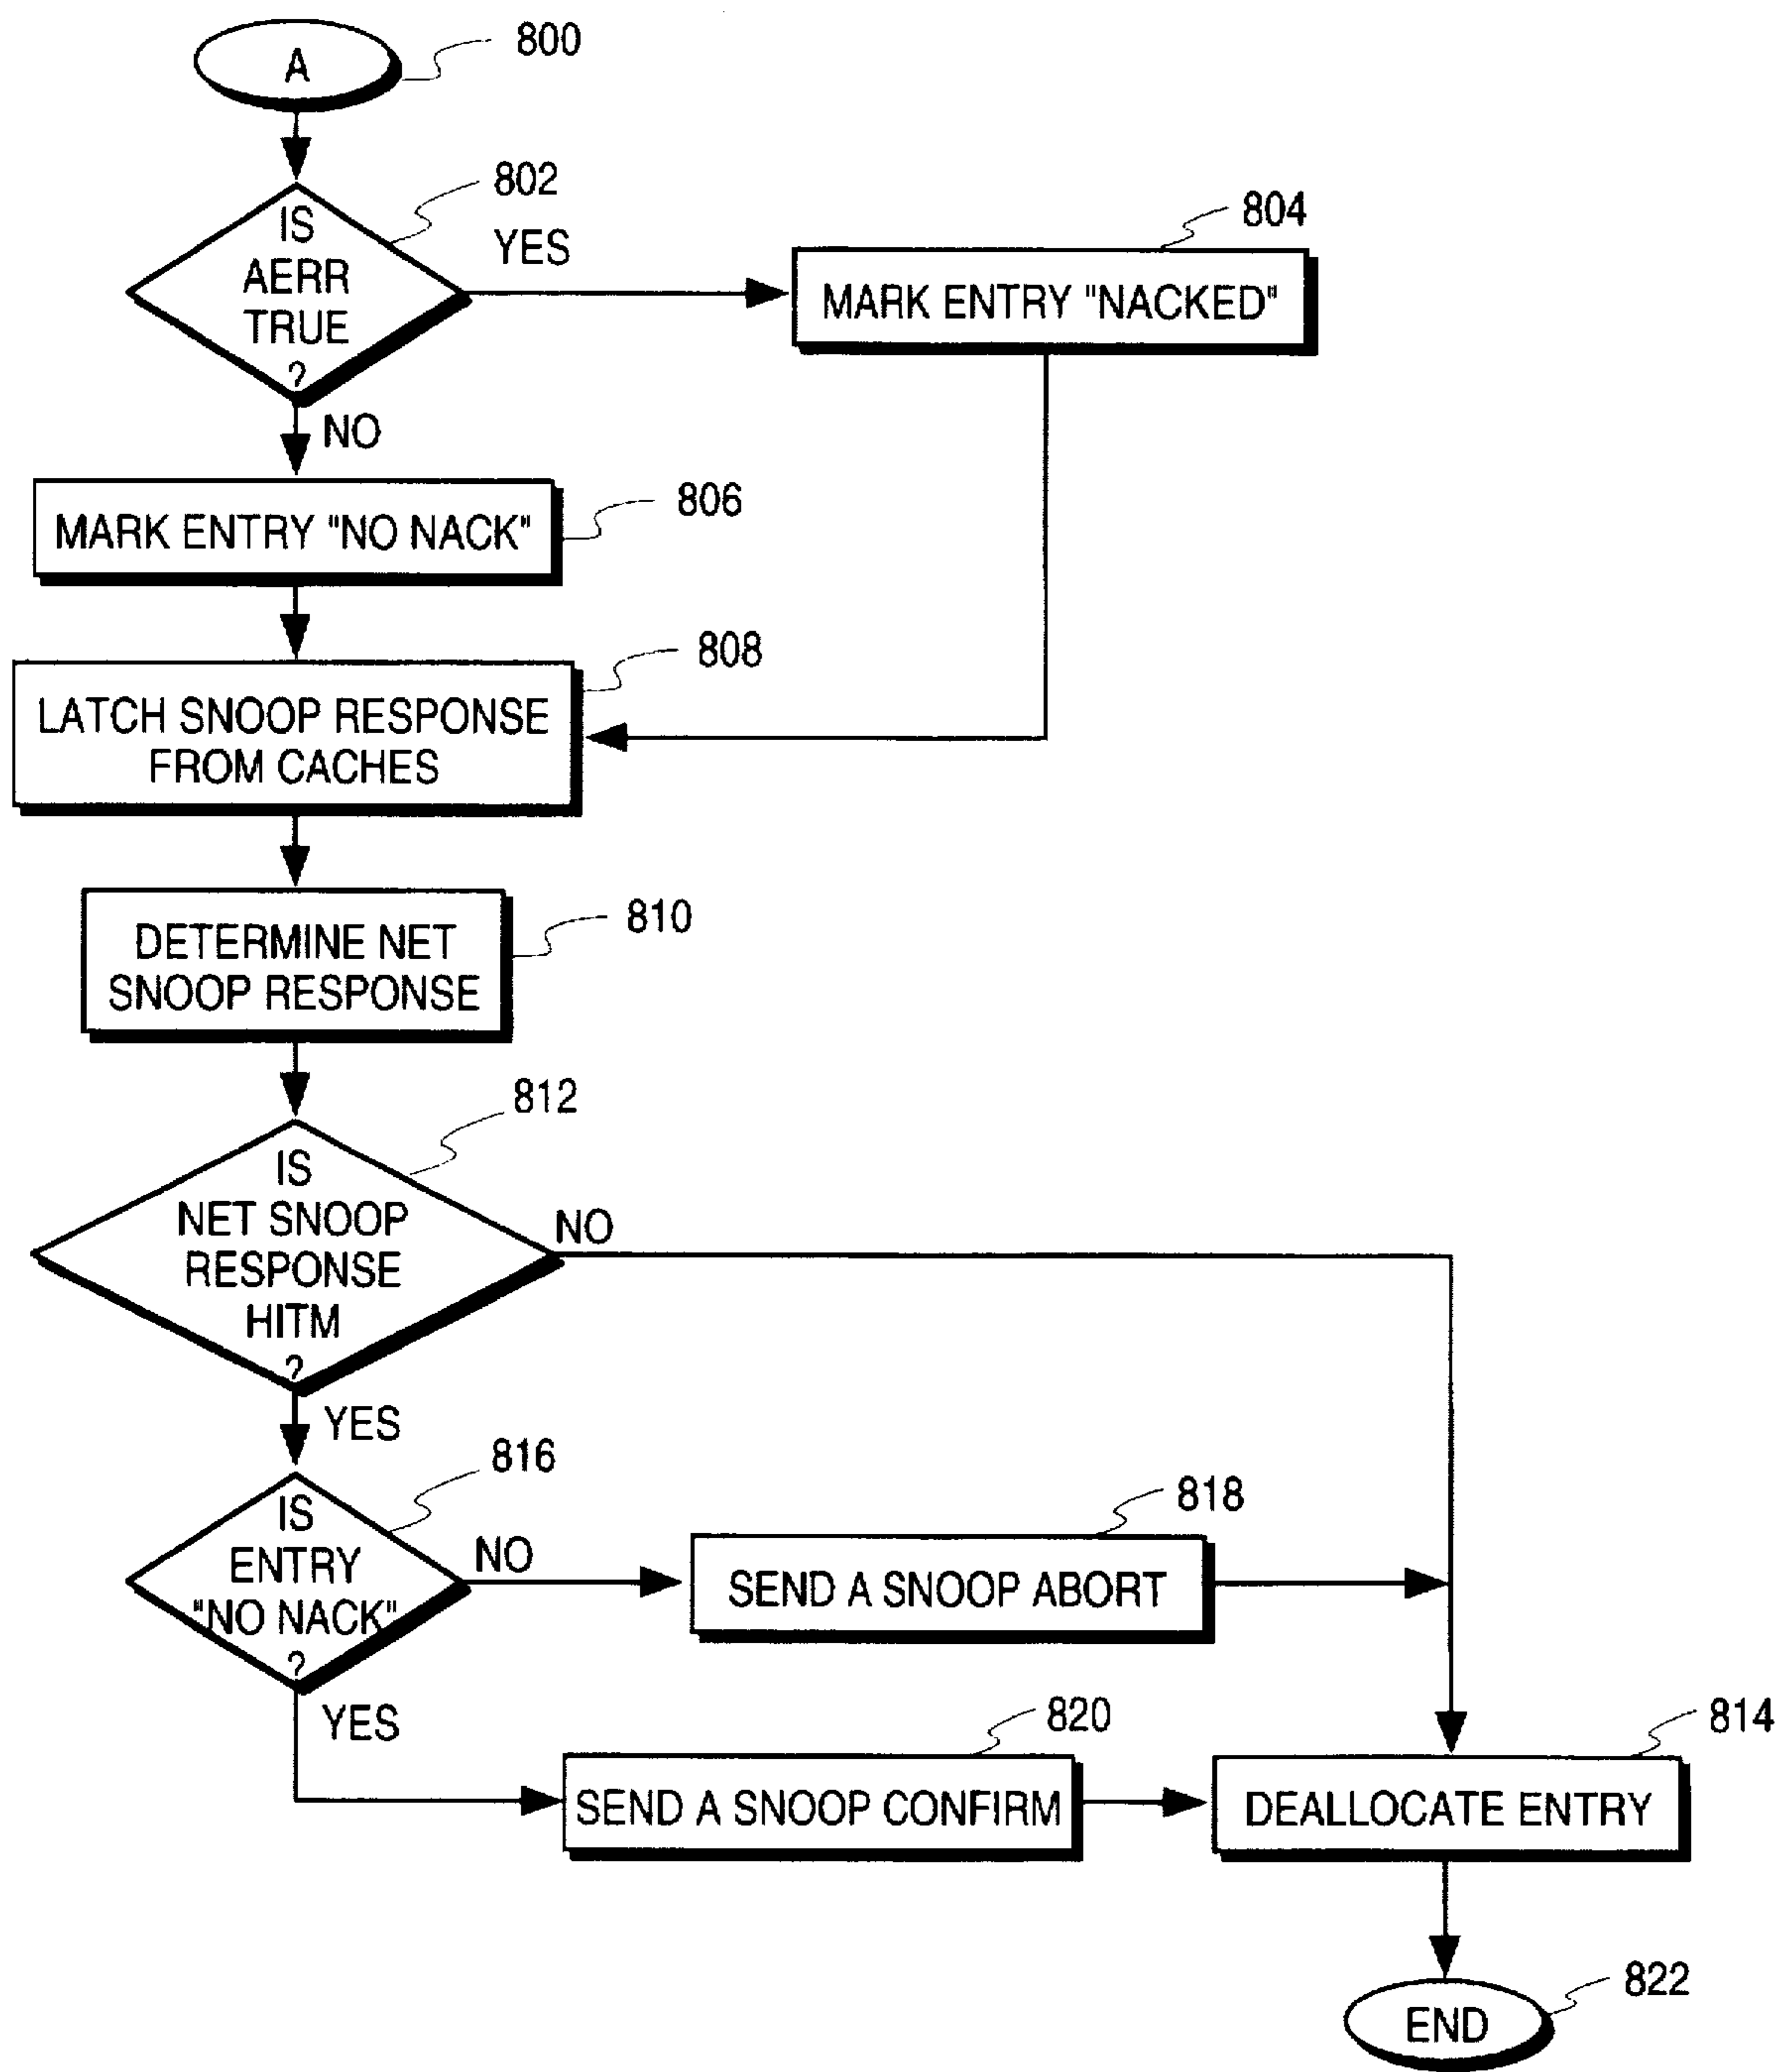 A
800
IS
AERR
TRUE
?
802
YES
804
MARK ENTRY "NACKED"
NO
MARK ENTRY "NO NACK"
806
LATCH SNOOP RESPONSE
FROM CACHES
808
DETERMINE NET
SNOOP RESPONSE
810
IS
NET SNOOP
RESPONSE
HITM
?
812
NO
YES
IS
ENTRY
"NO NACK"
?
816
NO
SEND A SNOOP ABORT
818
YES
SEND A SNOOP CONFIRM
820
DEALLOCATE ENTRY
814
END
822